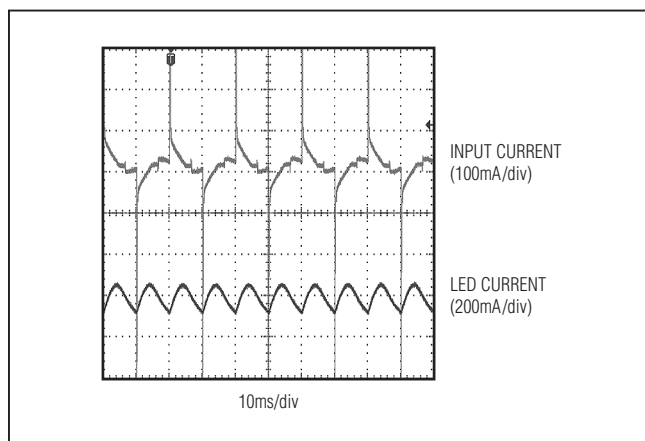 INPUT CURRENT
(100mA/div)
LED CURRENT
(200mA/div)
10ms/div